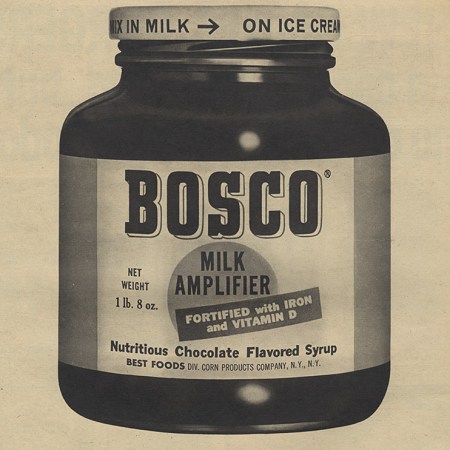 MIX IN MILK → ON ICE CREAM
BOSCO®
MILK
AMPLIFIER
NET
WEIGHT
1 lb. 8 oz.
FORTIFIED with IRON
and VITAMIN D
Nutritious Chocolate Flavored Syrup
BEST FOODS DIV. CORN PRODUCTS COMPANY, N.Y., N.Y.